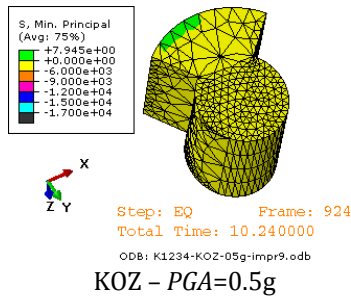 S, Min. Principal
(Avg: 75%)
+7.945e+00
+0.000e+00
-6.000e+03
-9.000e+03
-1.200e+04
-1.500e+04
-1.700e+04
X
Z Y
Step: EQ Frame: 924
Total Time: 10.240000
ODB: K1234-KOZ-05g-impr9.odb
KOZ – PGA=0.5g